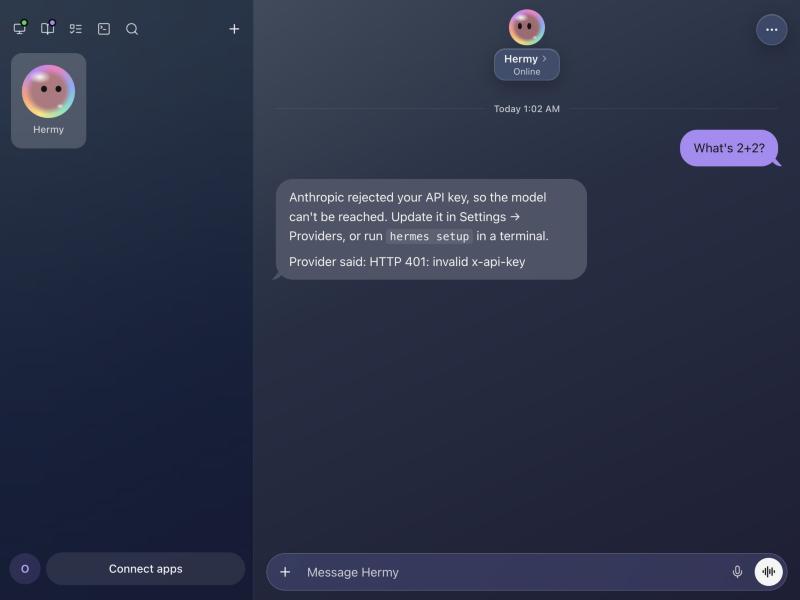 Hermy
Hermy
Online
Today 1:02 AM
What's 2+2?
Anthropic rejected your API key, so the model
can't be reached. Update it in Settings →
Providers, or run hermes setup in a terminal.
Provider said: HTTP 401: invalid x-api-key
O
Connect apps
Message Hermy